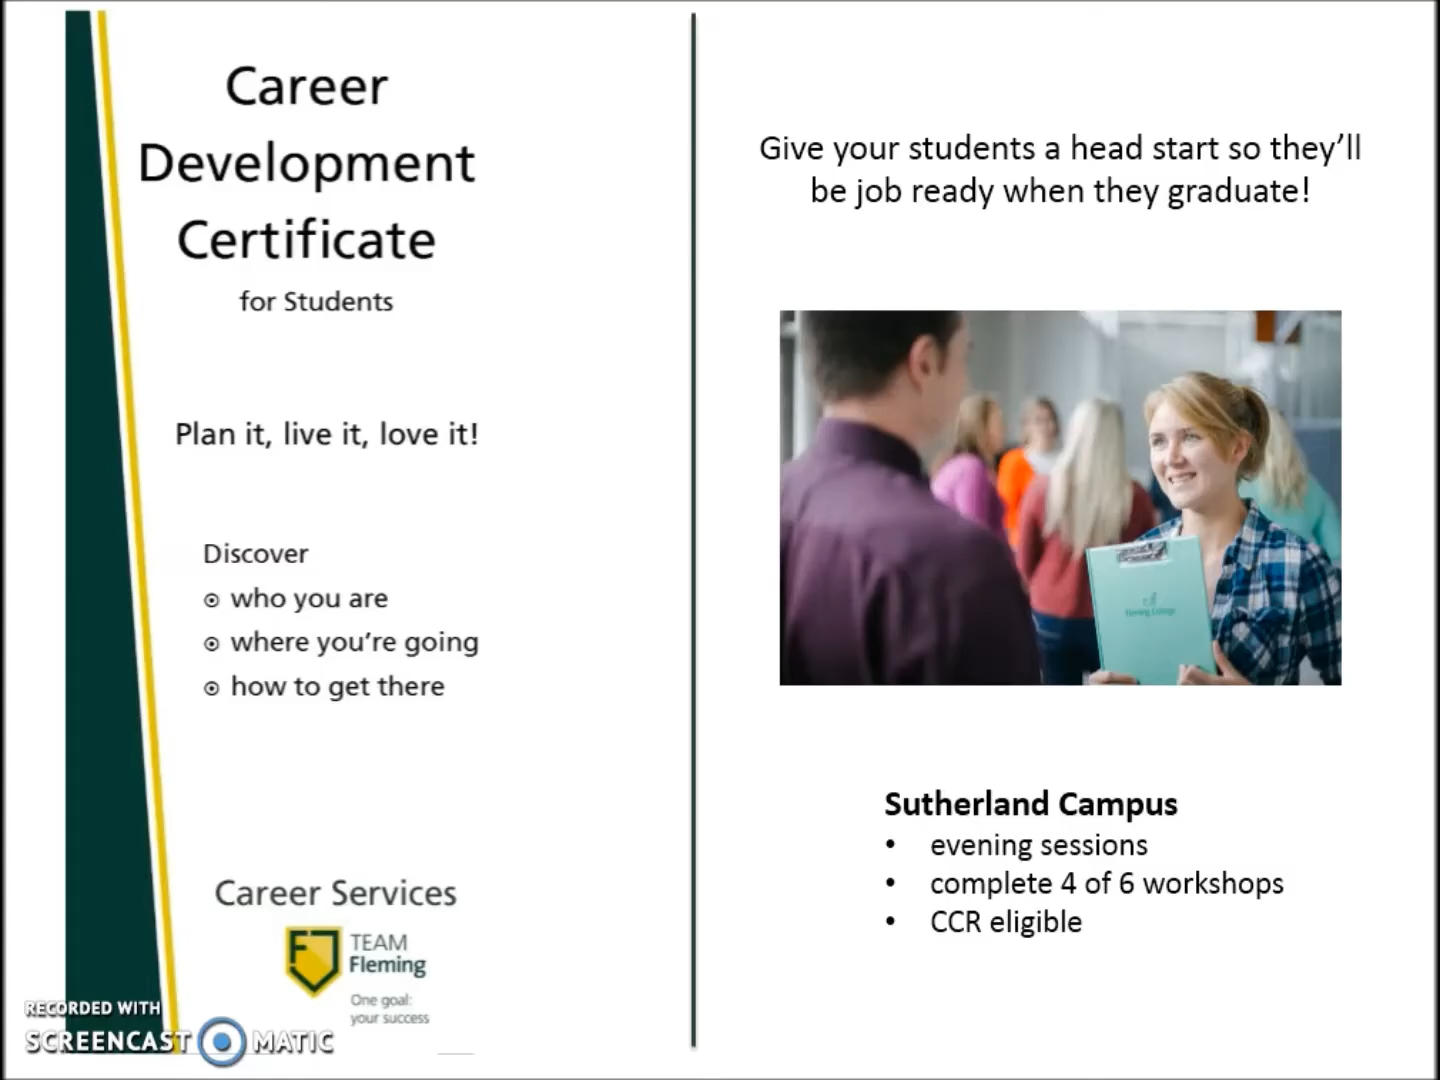 Career
Development
Certificate
for Students
Plan it, live it, love it!
Discover
who you are
where you're going
how to get there
Career Services
TEAM
Fleming
One goal:
your success
RECORDED WITH
SCREENCAST MATIC
Give your students a head start so they'll
be job ready when they graduate!
Fleming College
Sutherland Campus
• evening sessions
• complete 4 of 6 workshops
• CCR eligible